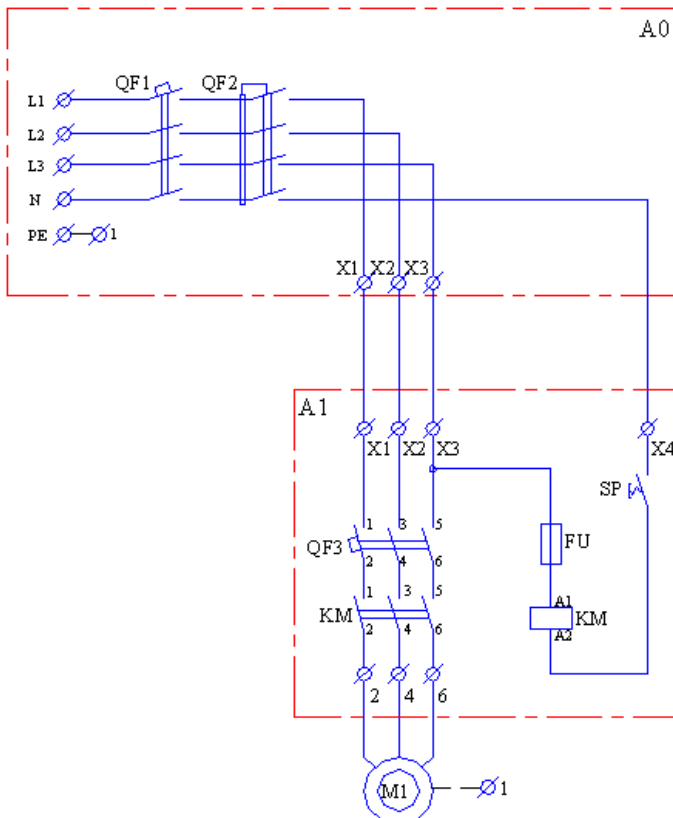 A0
QF1 QF2
L1
L2
L3
N
PE 1
X1 X2 X3
A1
X1 X2 X3 X4
SP
1 3 5
QF3 FU
2 4 6
1 3 5 A1
KM KM
2 4 6 A2
2 4 6
M1 1